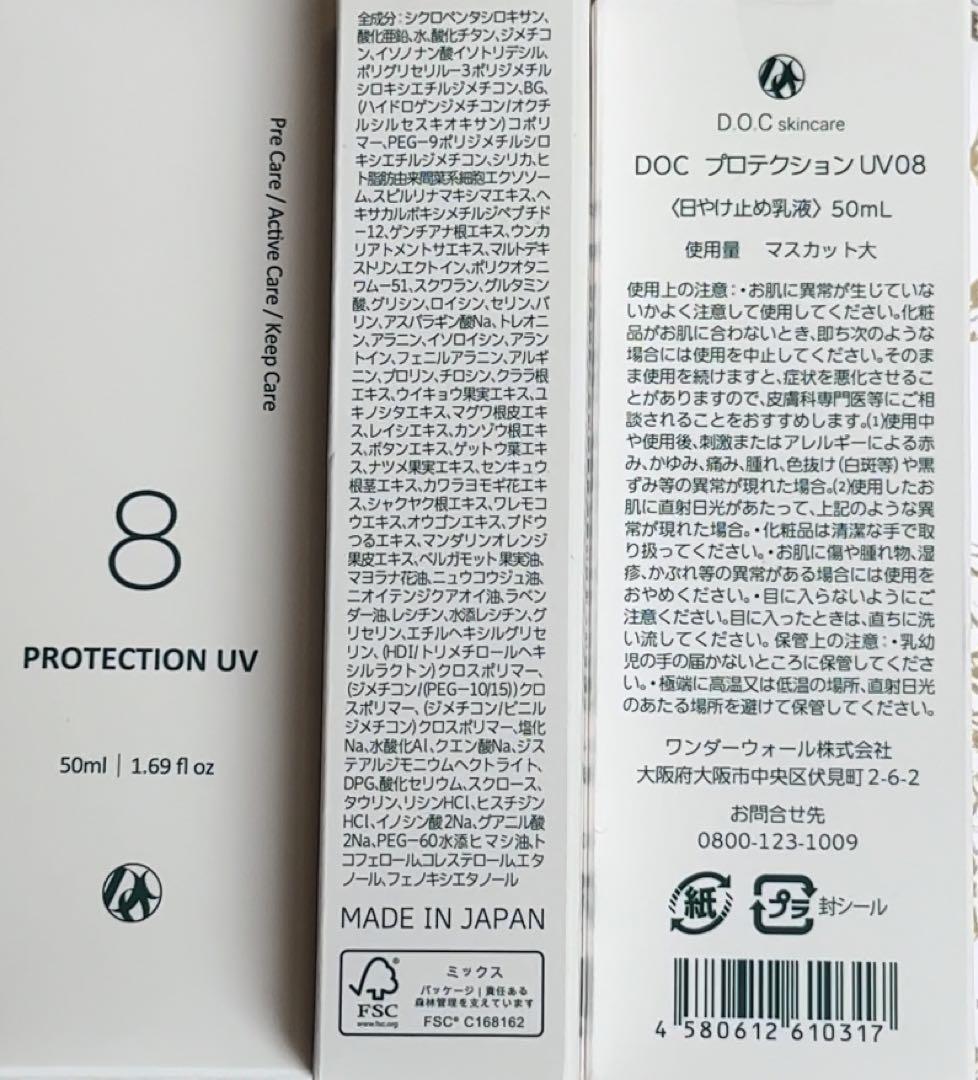 Pre Care / Active Care / Keep Care
8
PROTECTION UV
50ml | 1.69 fl oz
全成分:シクロペンタシロキサン、
酸化亜鉛、水、酸化チタン、ジメチコ
ン、イソノナン酸イソトリデシル、
ポリグリセリル-3ポリジメチル
シロキシエチルジメチコン、BG、
(ハイドロゲンジメチコン/オクチ
ルシルセスキオキサン)コポリ
マー、PEG-9ポリジメチルシロ
キシエチルジメチコン、シリカ、ヒ
ト脂肪由来間葉系細胞エクソソー
ム、スピルリナマキシマエキス、ヘ
キサカルボキシメチルジペプチド
-12、ゲンチアナ根エキス、ウンカ
リアトメントサエキス、マルトデキ
ストリン、エクトイン、ポリクオタニ
ウム-51、スクワラン、グルタミン
酸、グリシン、ロイシン、セリン、バ
リン、アスパラギン酸Na、トレオニ
ン、アラニン、イソロイシン、アラン
トイン、フェニルアラニン、アルギ
ニン、プロリン、チロシン、クララ根
エキス、ウイキョウ果実エキス、ユ
キノシタエキス、マグワ根皮エキ
ス、レイシエキス、カンゾウ根エキ
ス、ボタンエキス、ゲットウ葉エキ
ス、ナツメ果実エキス、センキュウ
根茎エキス、カワラヨモギ花エキ
ス、シャクヤク根エキス、ワレモコ
ウエキス、オウゴンエキス、ブドウ
つるエキス、マンダリンオレンジ
果皮エキス、ベルガモット果実油、
マヨラナ花油、ニュウコウジュ油、
ニオイテンジクアオイ油、ラベン
ダー油、レシチン、水添レシチン、グ
リセリン、エチルヘキシルグリセ
リン、(HDI/トリメチロールヘキ
シルラクトン)クロスポリマー、
(ジメチコン/(PEG-10/15))クロ
スポリマー、(ジメチコン/ビニル
ジメチコン)クロスポリマー、塩化
Na、水酸化Al、クエン酸Na、ジス
テアルジモニウムヘクトライト、
DPG、酸化セリウム、スクロース、
タウリン、リシンHCl、ヒスチジン
HCl、イノシン酸2Na、グアニル酸
2Na、PEG-60水添ヒマシ油、ト
コフェロール、コレステロール、エタ
ノール、フェノキシエタノール
MADE IN JAPAN
FSC®
www.fsc.org
ミックス
パッケージ|責任ある
森林管理を支えています
FSC® C168162
D.O.C skincare
DOC プロテクション UV08
〈日やけ止め乳液〉50mL
使用量 マスカット大
使用上の注意:・お肌に異常が生じていな
いかよく注意して使用してください。化粧
品がお肌に合わないとき、即ち次のような
場合には使用を中止してください。そのま
ま使用を続けますと、症状を悪化させるこ
とがありますので、皮膚科専門医等にご相
談されることをおすすめします。(1)使用中
や使用後、刺激またはアレルギーによる赤
み、かゆみ、痛み、腫れ、色抜け(白斑等)や黒
ずみ等の異常が現れた場合。(2)使用したお
肌に直射日光があたって、上記のような異
常が現れた場合。・化粧品は清潔な手で取
り扱ってください。・お肌に傷や腫れ物、湿
疹、かぶれ等の異常がある場合には使用を
おやめください。・目に入らないようにご
注意ください。目に入ったときは、直ちに洗
い流してください。保管上の注意:・乳幼
児の手の届かないところに保管してくださ
い。・極端に高温又は低温の場所、直射日光
のあたる場所を避けて保管してください。
ワンダーウォール株式会社
大阪府大阪市中央区伏見町2-6-2
お問合せ先
0800-123-1009
紙 プラ 封シール
4 580612 610317